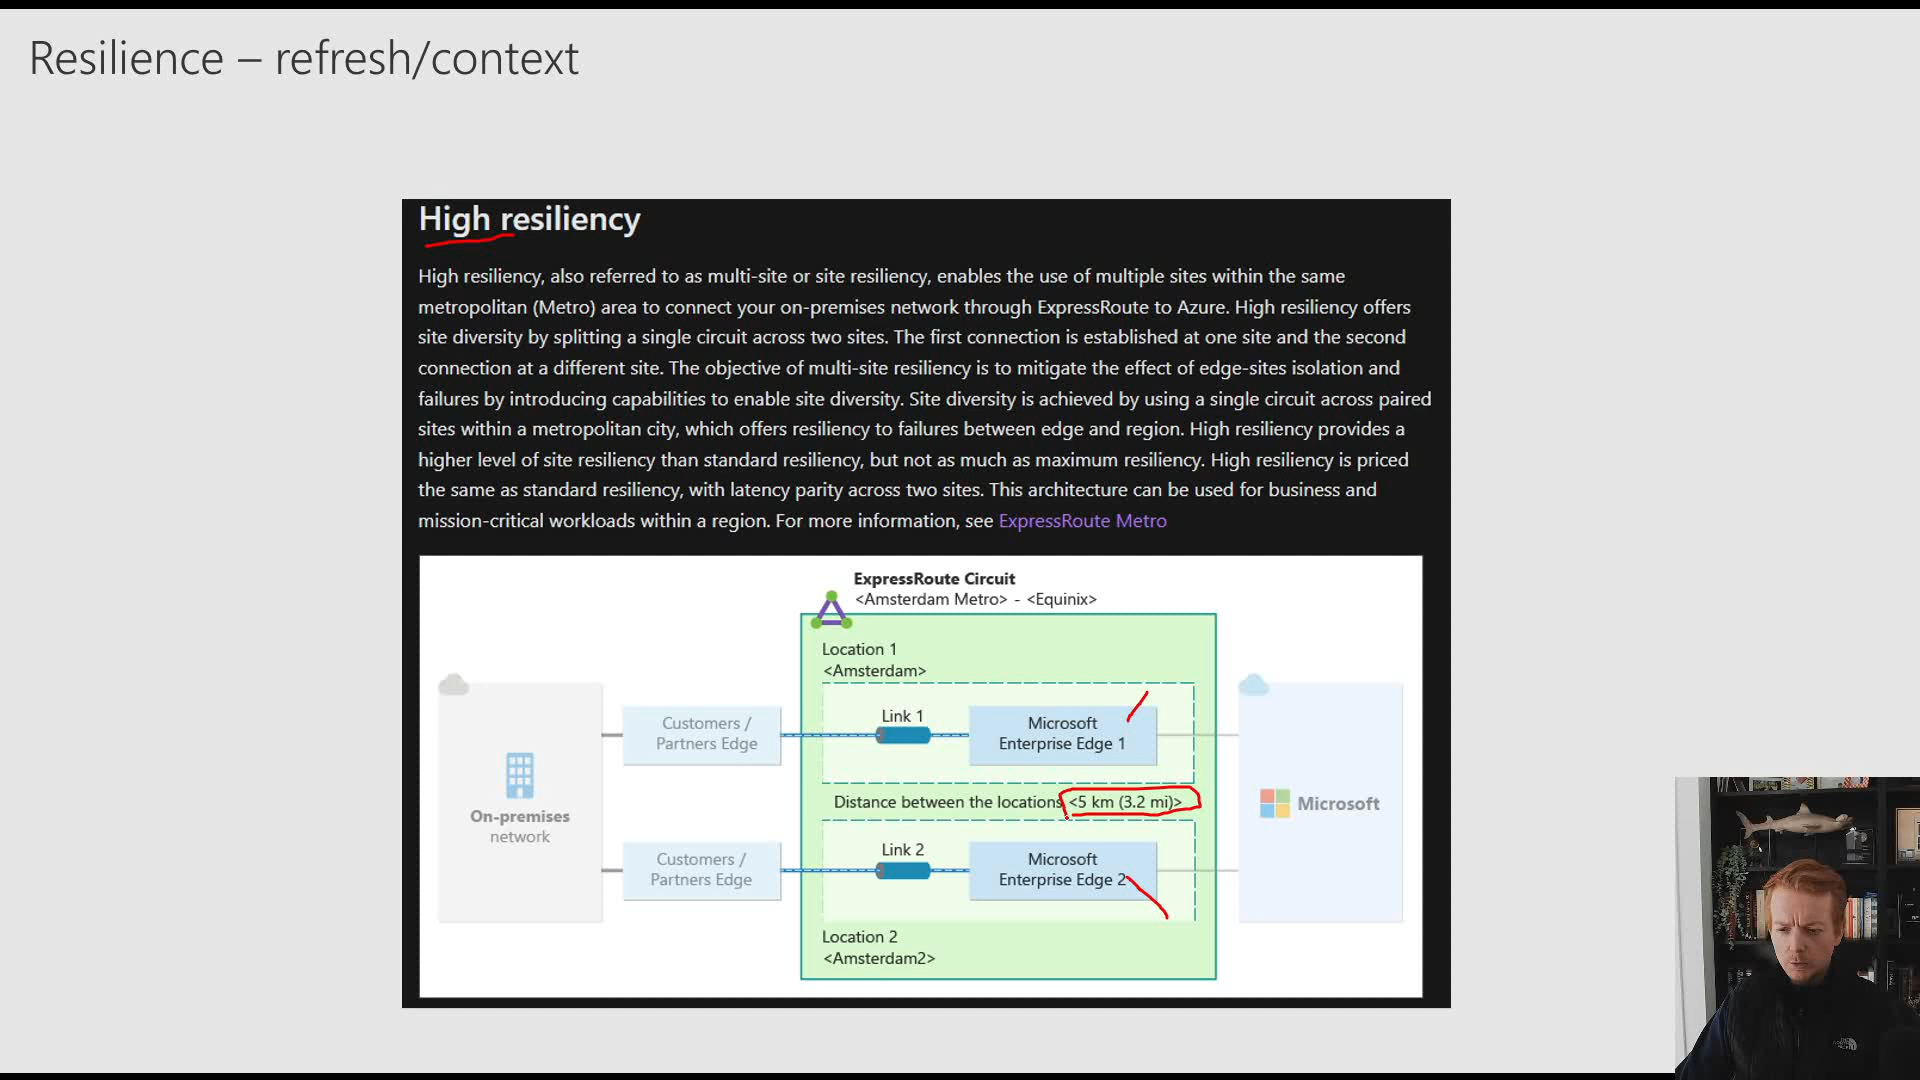 Resilience – refresh/context
High resiliency
High resiliency, also referred to as multi-site or site resiliency, enables the use of multiple sites within the same
metropolitan (Metro) area to connect your on-premises network through ExpressRoute to Azure. High resiliency offers
site diversity by splitting a single circuit across two sites. The first connection is established at one site and the second
connection at a different site. The objective of multi-site resiliency is to mitigate the effect of edge-sites isolation and
failures by introducing capabilities to enable site diversity. Site diversity is achieved by using a single circuit across paired
sites within a metropolitan city, which offers resiliency to failures between edge and region. High resiliency provides a
higher level of site resiliency than standard resiliency, but not as much as maximum resiliency. High resiliency is priced
the same as standard resiliency, with latency parity across two sites. This architecture can be used for business and
mission-critical workloads within a region. For more information, see ExpressRoute Metro
ExpressRoute Circuit
<Amsterdam Metro> - <Equinix>
Location 1
<Amsterdam>
Customers /
Partners Edge
Link 1
Microsoft
Enterprise Edge 1
On-premises
network
Distance between the locations <5 km (3.2 mi)>
Microsoft
Customers /
Partners Edge
Link 2
Microsoft
Enterprise Edge 2
Location 2
<Amsterdam2>